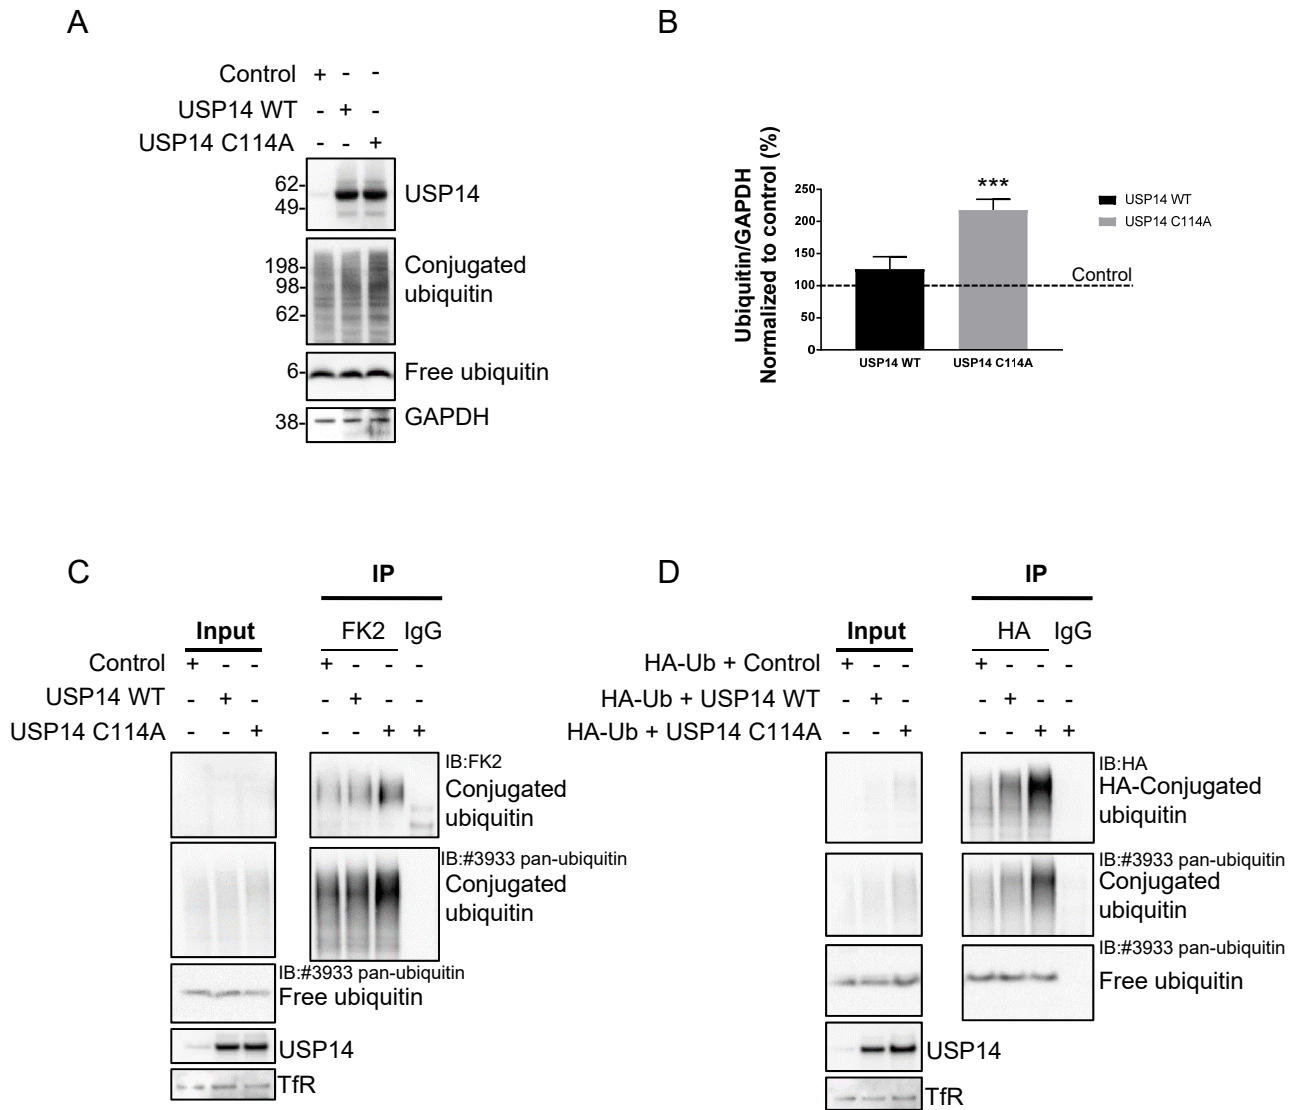 A
Control + - -
USP14 WT - + -
USP14 C114A - - +
62-
49-
USP14
198-
98-
62-
Conjugated
ubiquitin
6-
Free ubiquitin
38-
GAPDH
B
Ubiquitin/GAPDH
Normalized to control (%)
250
200
150
100
50
0
***
Control
USP14 WT
USP14 C114A
USP14 WT
USP14 C114A
C
IP
Input
FK2 IgG
Control + - - + - - -
USP14 WT - + - - + - -
USP14 C114A - - + - - + +
IB:FK2
Conjugated
ubiquitin
IB:#3933 pan-ubiquitin
Conjugated
ubiquitin
IB:#3933 pan-ubiquitin
Free ubiquitin
USP14
TfR
D
IP
Input
HA IgG
HA-Ub + Control + - - + - - -
HA-Ub + USP14 WT - + - - + - -
HA-Ub + USP14 C114A - - + - - + +
IB:HA
HA-Conjugated
ubiquitin
IB:#3933 pan-ubiquitin
Conjugated
ubiquitin
IB:#3933 pan-ubiquitin
Free ubiquitin
USP14
TfR